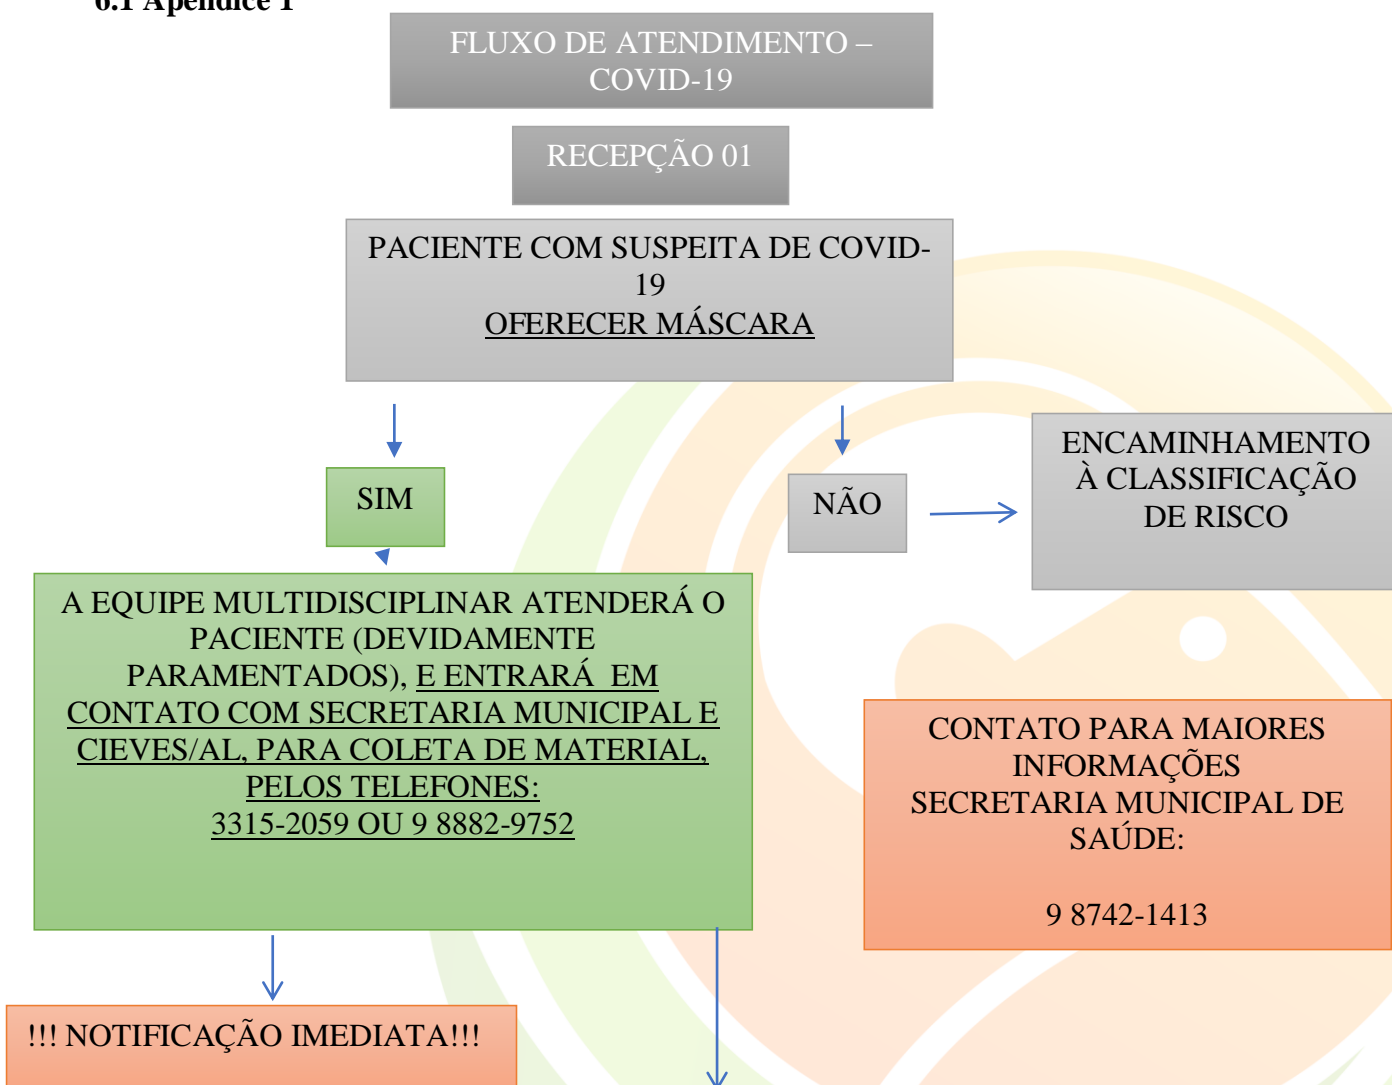 6.1 Apêndice 1
FLUXO DE ATENDIMENTO –
COVID-19
RECEPÇÃO 01
PACIENTE COM SUSPEITA DE COVID-
19
OFERECER MÁSCARA
SIM
NÃO
ENCAMINHAMENTO
À CLASSIFICAÇÃO
DE RISCO
A EQUIPE MULTIDISCIPLINAR ATENDERÁ O
PACIENTE (DEVIDAMENTE
PARAMENTADOS), E ENTRARÁ EM
CONTATO COM SECRETARIA MUNICIPAL E
CIEVES/AL, PARA COLETA DE MATERIAL,
PELOS TELEFONES:
3315-2059 OU 9 8882-9752
CONTATO PARA MAIORES
INFORMAÇÕES
SECRETARIA MUNICIPAL DE
SAÚDE:
9 8742-1413
!!! NOTIFICAÇÃO IMEDIATA!!!